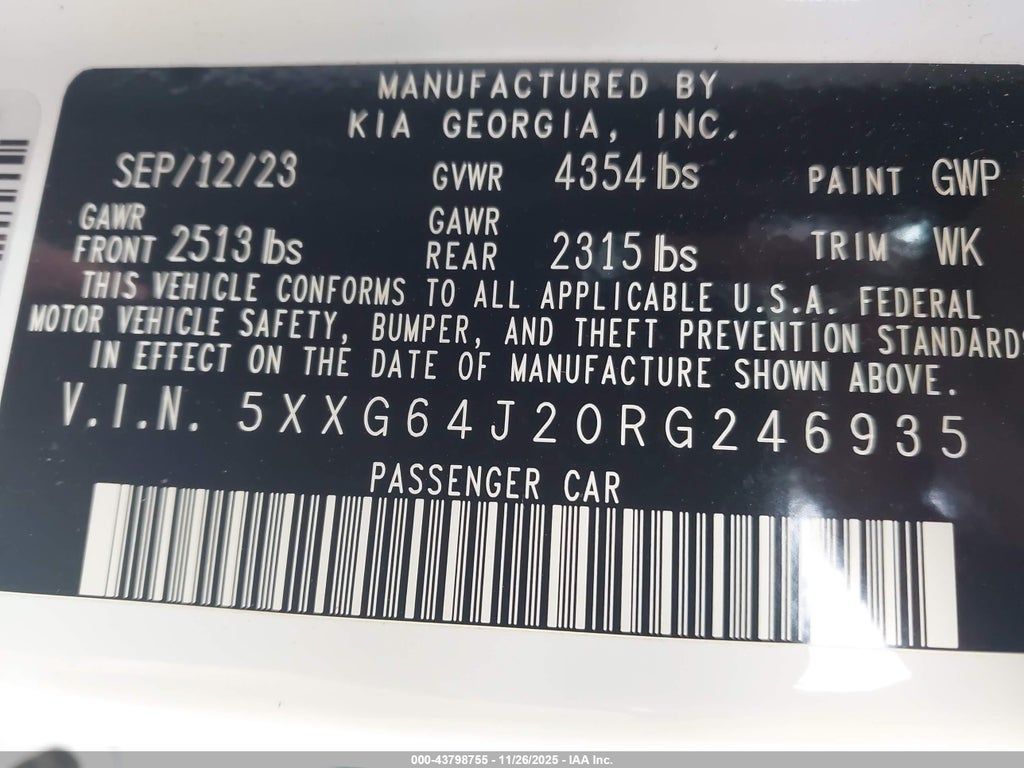 MANUFACTURED BY
KIA GEORGIA, INC.
SEP/12/23 GVWR 4354 lbs PAINT GWP
GAWR FRONT 2513 lbs GAWR REAR 2315 lbs TRIM WK
THIS VEHICLE CONFORMS TO ALL APPLICABLE U.S.A. FEDERAL
MOTOR VEHICLE SAFETY, BUMPER, AND THEFT PREVENTION STANDARDS
IN EFFECT ON THE DATE OF MANUFACTURE SHOWN ABOVE.
V.I.N. 5XXG64J20RG246935
PASSENGER CAR
000-43798755 - 11/26/2025 - IAA Inc.